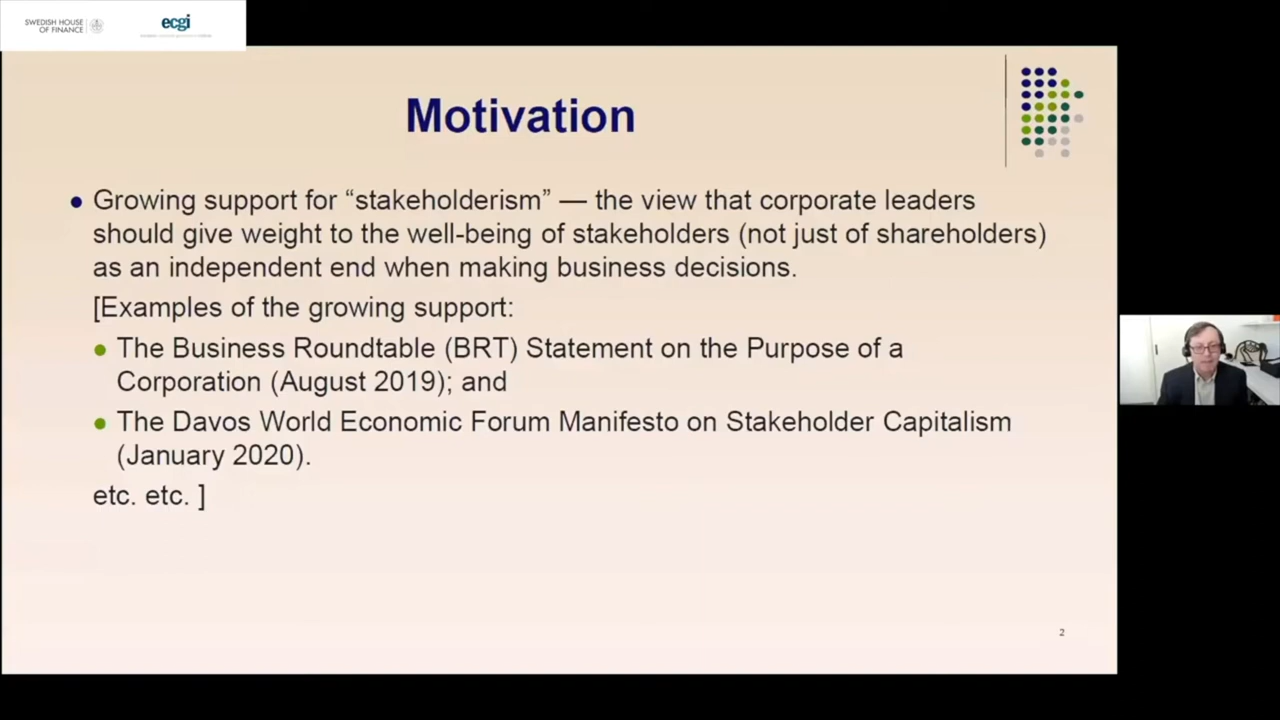 SWEDISH HOUSE
OF FINANCE
ecgi
Motivation
• Growing support for “stakeholderism” — the view that corporate leaders
should give weight to the well-being of stakeholders (not just of shareholders)
as an independent end when making business decisions.
[Examples of the growing support:
• The Business Roundtable (BRT) Statement on the Purpose of a
Corporation (August 2019); and
• The Davos World Economic Forum Manifesto on Stakeholder Capitalism
(January 2020).
etc. etc. ]
2